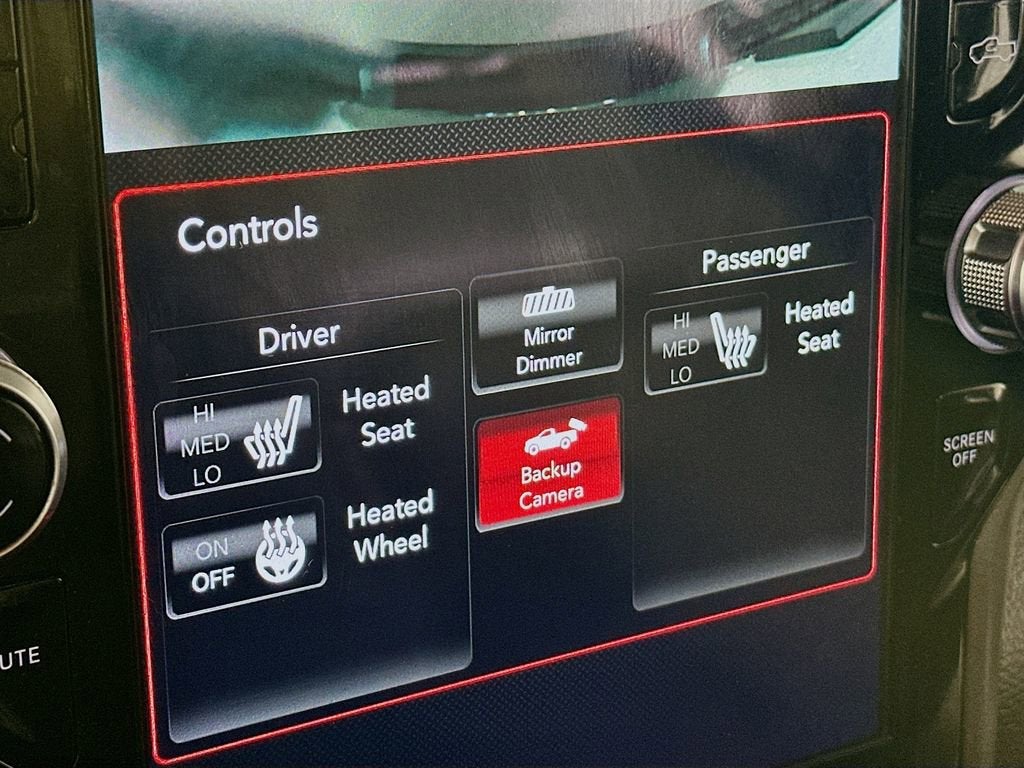 Controls
Driver
HI
MED
LO
Heated
Seat
ON
OFF
Heated
Wheel
Mirror
Dimmer
Backup
Camera
Passenger
HI
MED
LO
Heated
Seat
SCREEN
OFF
UTE